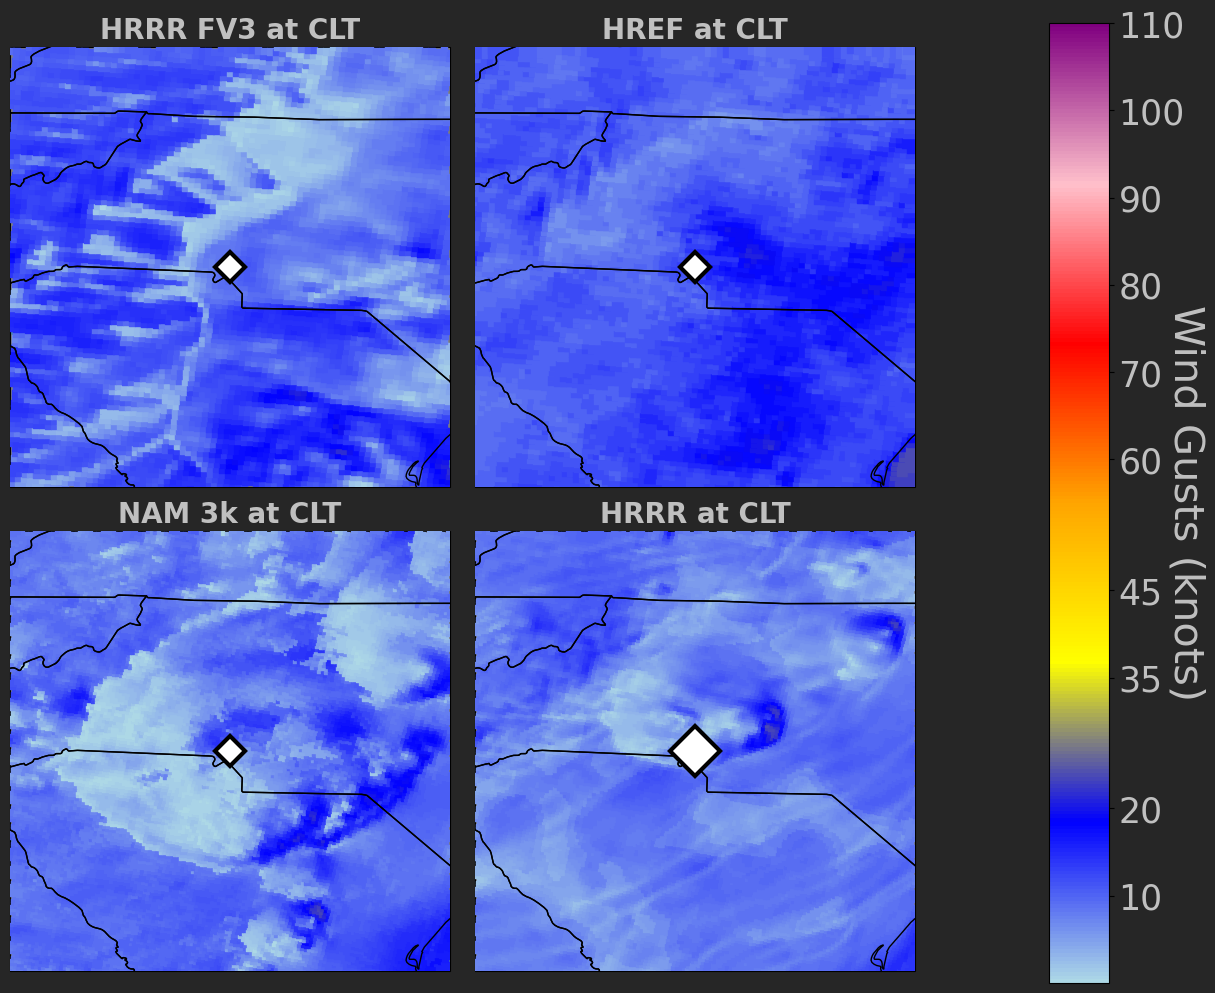 HRRR FV3 at CLT
HREF at CLT
NAM 3k at CLT
HRRR at CLT
110
100
90
80
70
60
45
35
20
10
Wind Gusts (knots)